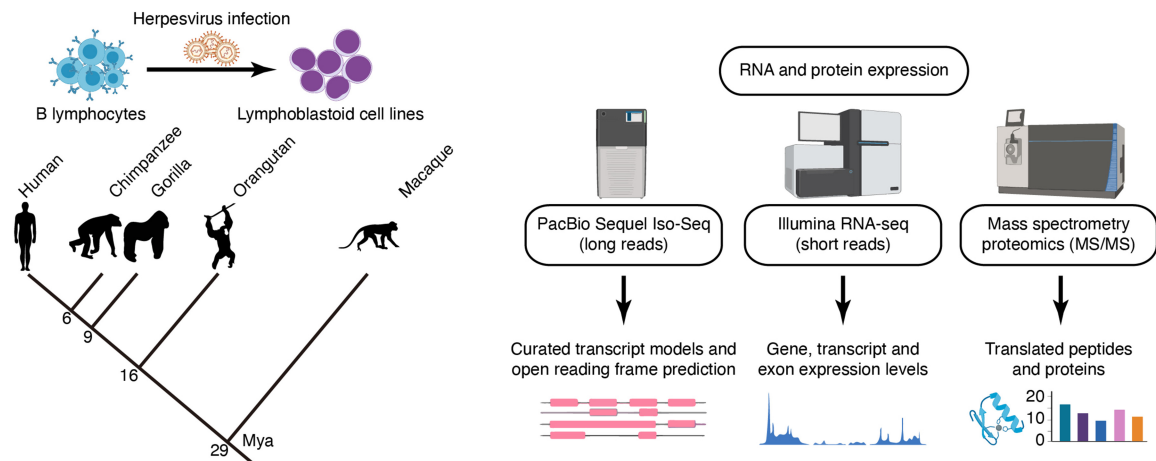 Herpesvirus infection
B lymphocytes
Lymphoblastoid cell lines
Human
Chimpanzee
Gorilla
Orangutan
Macaque
6
9
16
29
Mya
RNA and protein expression
PacBio Sequel Iso-Seq
(long reads)
Illumina RNA-seq
(short reads)
Mass spectrometry
proteomics (MS/MS)
Curated transcript models and
open reading frame prediction
Gene, transcript and
exon expression levels
Translated peptides
and proteins
20
10
0